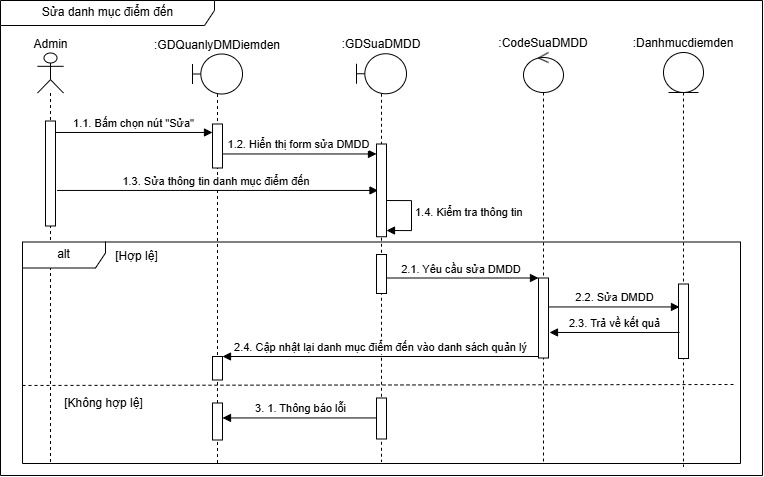 Sửa danh mục điểm đến
Admin
:GDQuanlyDMDiemden
:GDSuaDMDD
:CodeSuaDMDD
:Danhmucdiemden
1.1. Bấm chọn nút "Sửa"
1.2. Hiển thị form sửa DMDD
1.3. Sửa thông tin danh mục điểm đến
1.4. Kiểm tra thông tin
alt
[Hợp lệ]
2.1. Yêu cầu sửa DMDD
2.2. Sửa DMDD
2.3. Trả về kết quả
2.4. Cập nhật lại danh mục điểm đến vào danh sách quản lý
[Không hợp lệ]
3. 1. Thông báo lỗi